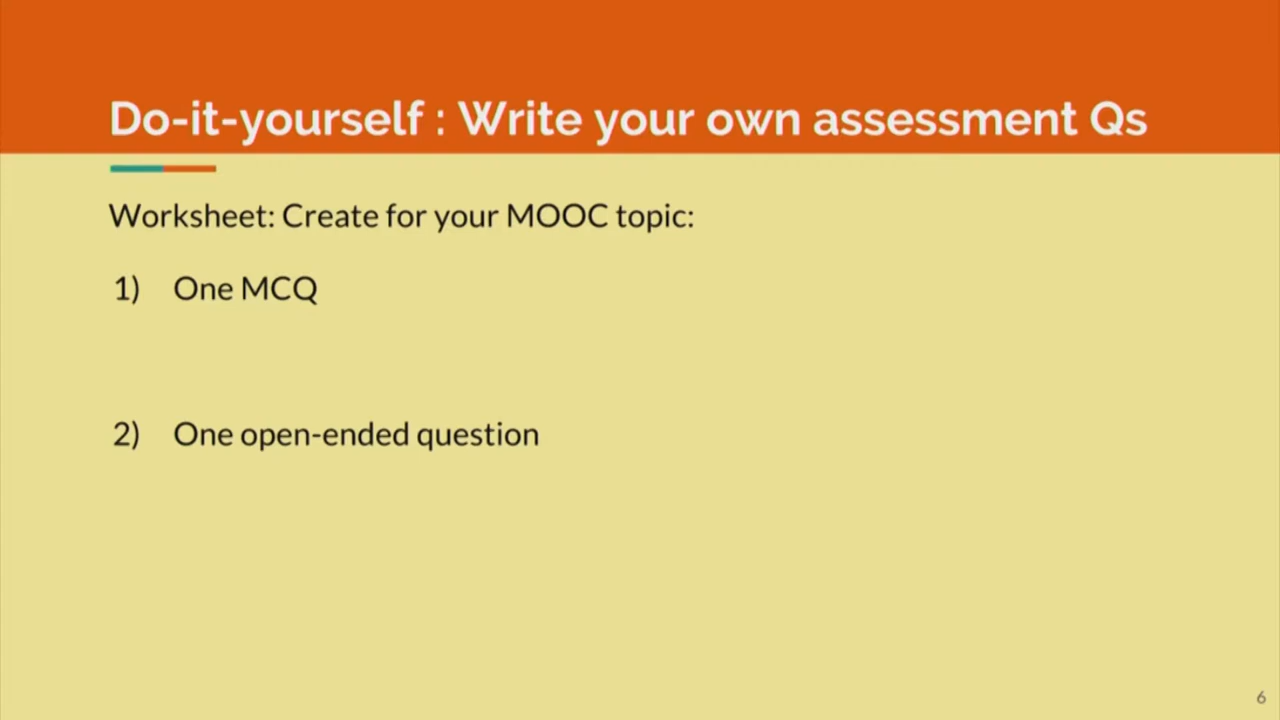 Do-it-yourself : Write your own assessment Qs
Worksheet: Create for your MOOC topic:
1) One MCQ
2) One open-ended question
6